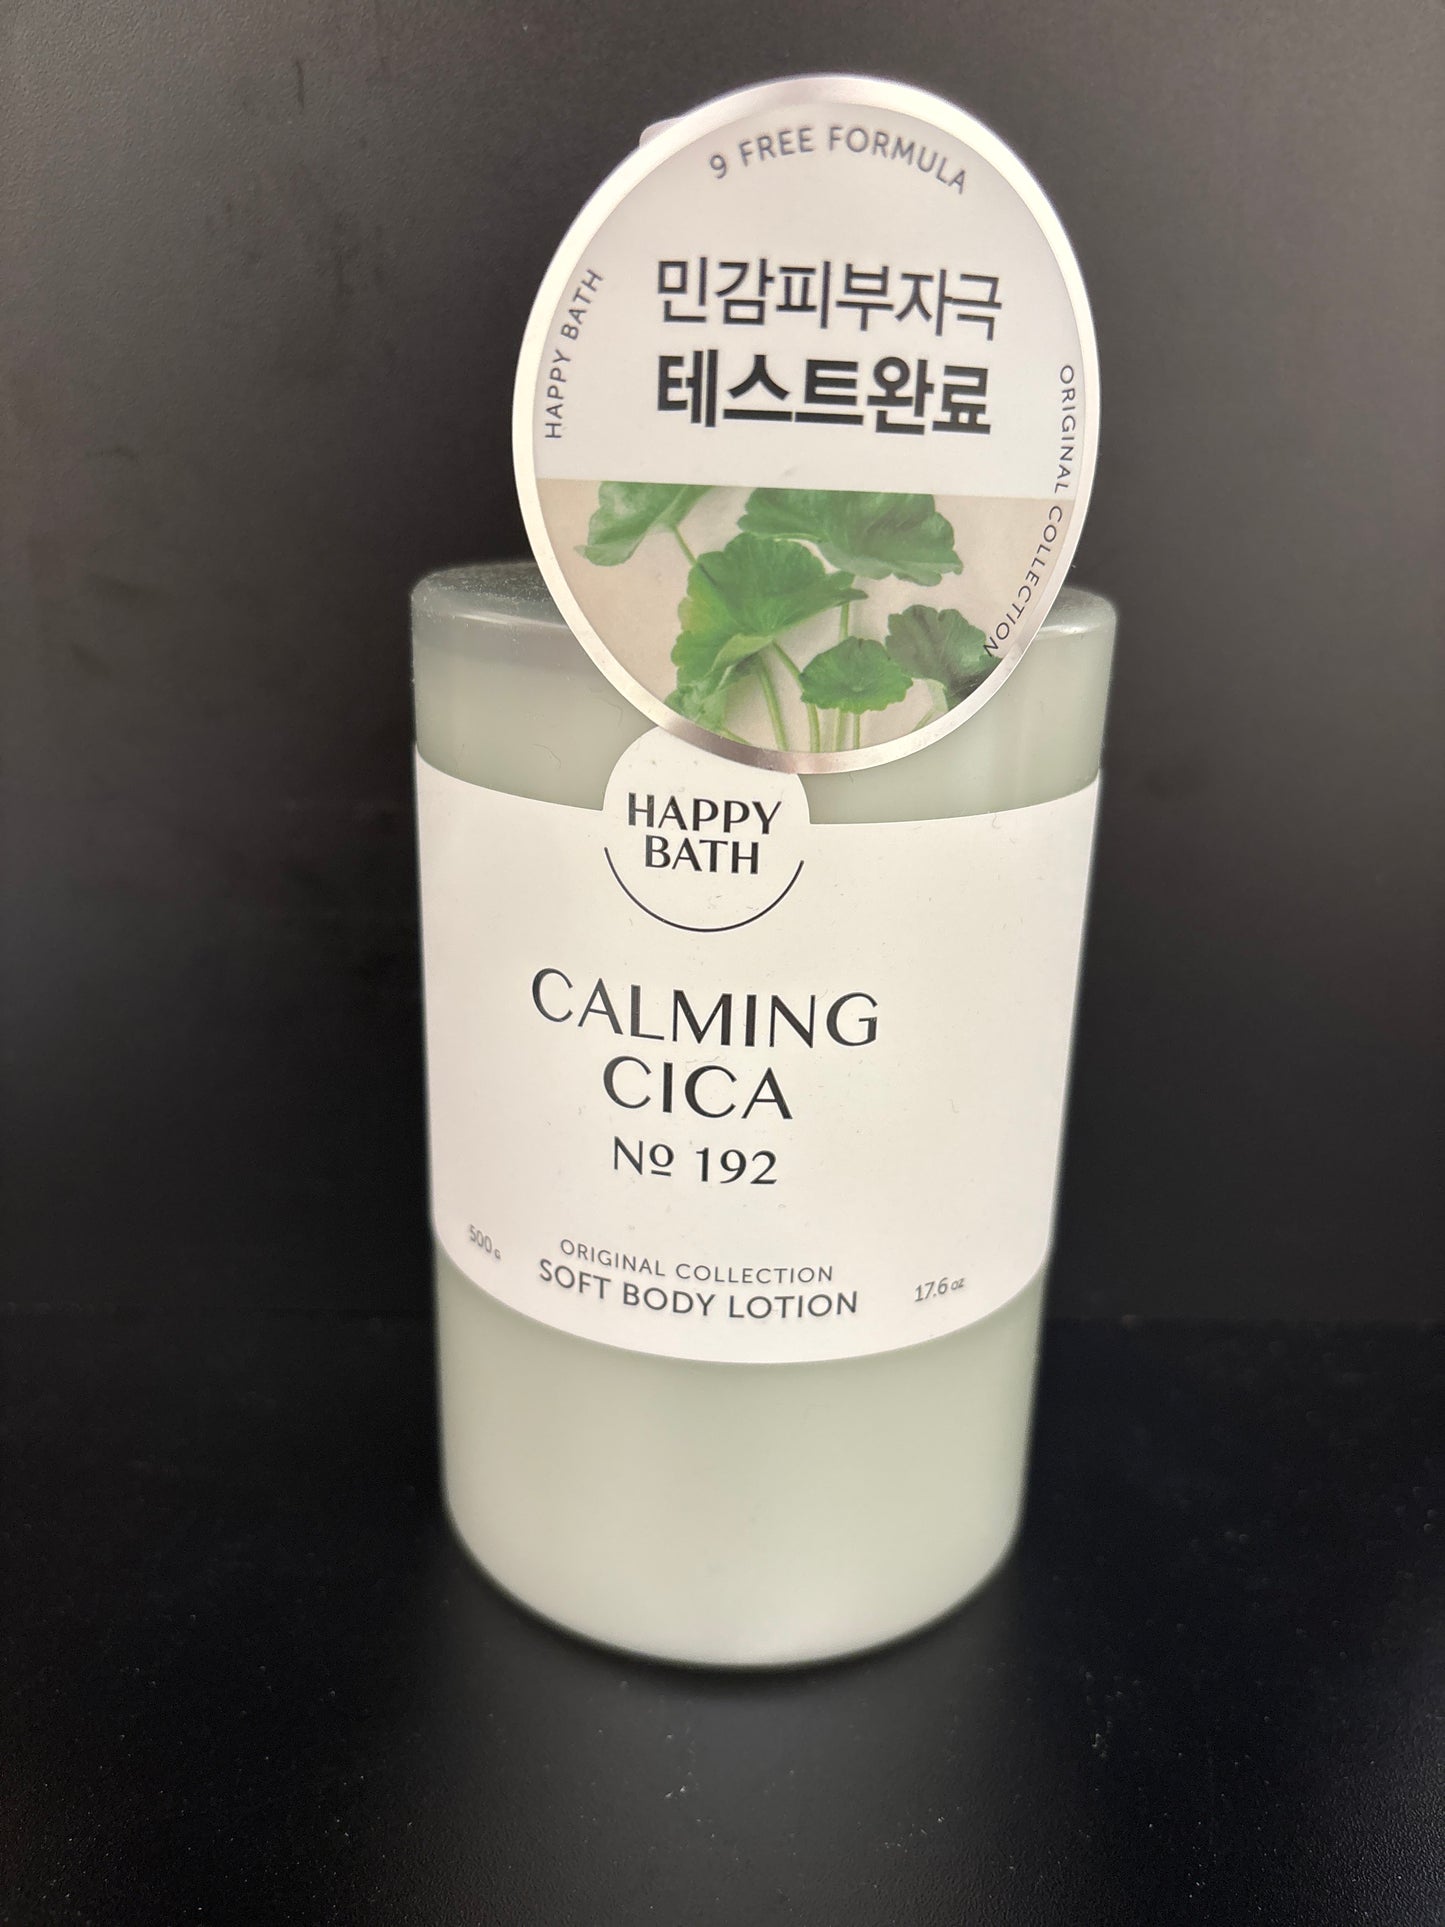 9 FREE FORMULA
HAPPY BATH
민감피부자극
테스트완료
ORIGINAL COLLECTION
HAPPY
BATH
CALMING
CICA
Nº 192
500 G
ORIGINAL COLLECTION
SOFT BODY LOTION
17.6 oz